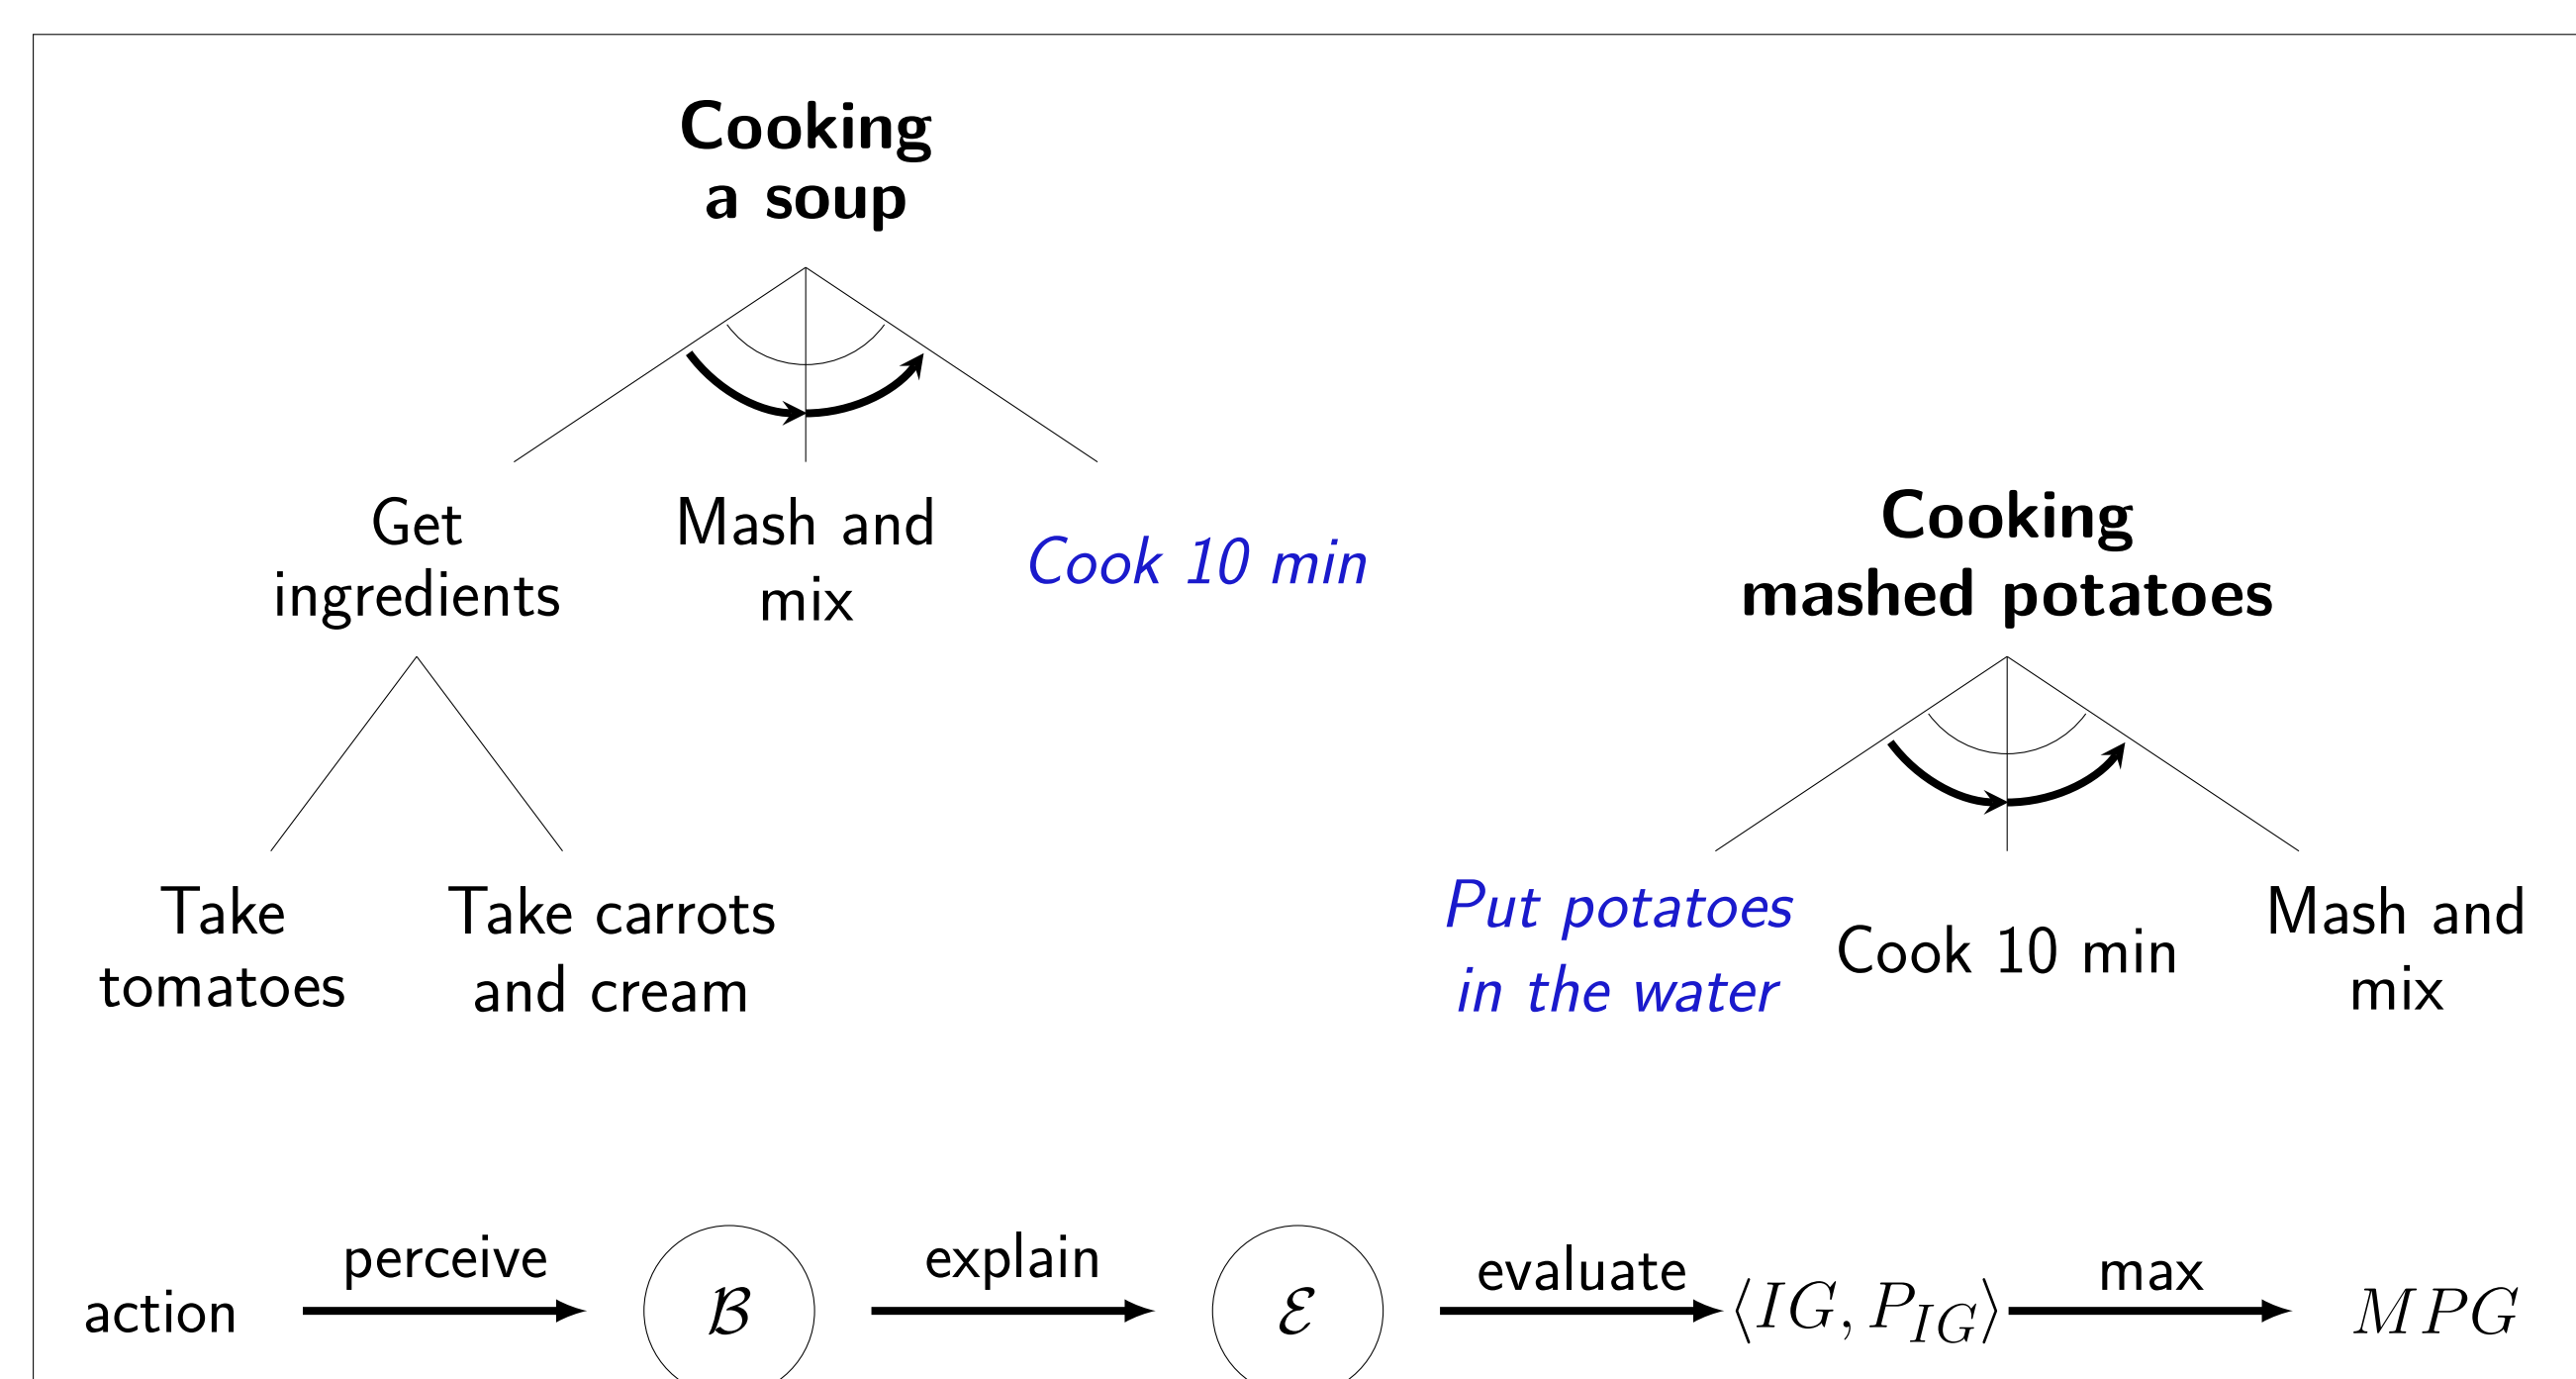 Cooking
a soup
Get
ingredients
Mash and
mix
Cook 10 min
Cooking
mashed potatoes
Take
tomatoes
Take carrots
and cream
Put potatoes
in the water
Cook 10 min
Mash and
mix
action
perceive
ℬ
explain
ℰ
evaluate
⟨IG, P_IG⟩
max
MPG